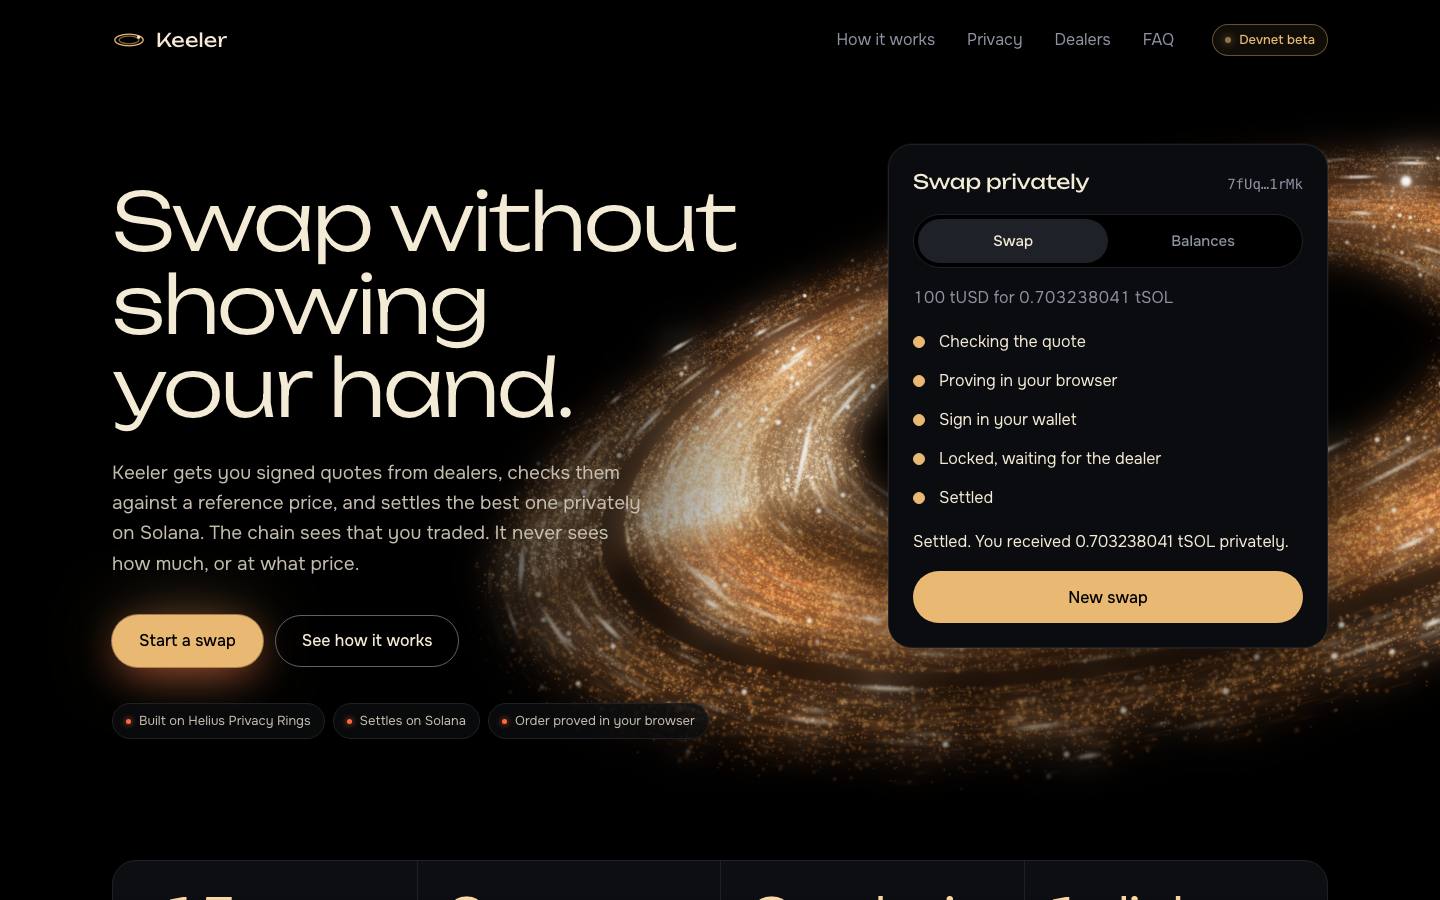 Keeler
How it works
Privacy
Dealers
FAQ
Devnet beta
Swap without
showing
your hand.
Keeler gets you signed quotes from dealers, checks them
against a reference price, and settles the best one privately
on Solana. The chain sees that you traded. It never sees
how much, or at what price.
Start a swap
See how it works
Built on Helius Privacy Rings
Settles on Solana
Order proved in your browser
Swap privately
7fUq…1rMk
Swap
Balances
100 tUSD for 0.703238041 tSOL
Checking the quote
Proving in your browser
Sign in your wallet
Locked, waiting for the dealer
Settled
Settled. You received 0.703238041 tSOL privately.
New swap